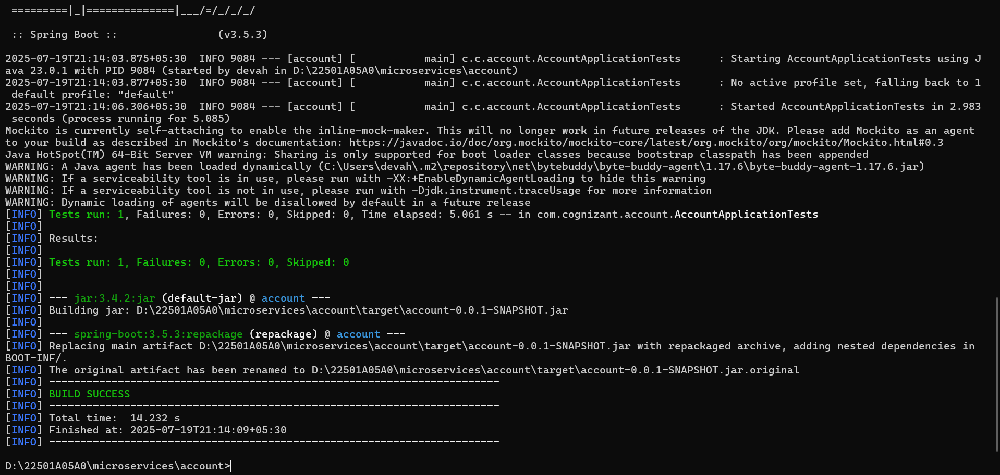 =========|_|==============|___/=/_/_/_/

 :: Spring Boot ::                (v3.5.3)

2025-07-19T21:14:03.875+05:30  INFO 9084 --- [account] [           main] c.c.account.AccountApplicationTests      : Starting AccountApplicationTests using J
ava 23.0.1 with PID 9084 (started by devah in D:\22501A05A0\microservices\account)
2025-07-19T21:14:03.877+05:30  INFO 9084 --- [account] [           main] c.c.account.AccountApplicationTests      : No active profile set, falling back to 1
 default profile: "default"
2025-07-19T21:14:06.306+05:30  INFO 9084 --- [account] [           main] c.c.account.AccountApplicationTests      : Started AccountApplicationTests in 2.983
 seconds (process running for 5.085)
Mockito is currently self-attaching to enable the inline-mock-maker. This will no longer work in future releases of the JDK. Please add Mockito as an agent
to your build as described in Mockito's documentation: https://javadoc.io/doc/org.mockito/mockito-core/latest/org.mockito/org/mockito/Mockito.html#0.3
Java HotSpot(TM) 64-Bit Server VM warning: Sharing is only supported for boot loader classes because bootstrap classpath has been appended
WARNING: A Java agent has been loaded dynamically (C:\Users\devah\.m2\repository\net\bytebuddy\byte-buddy-agent\1.17.6\byte-buddy-agent-1.17.6.jar)
WARNING: If a serviceability tool is in use, please run with -XX:+EnableDynamicAgentLoading to hide this warning
WARNING: If a serviceability tool is not in use, please run with -Djdk.instrument.traceUsage for more information
WARNING: Dynamic loading of agents will be disallowed by default in a future release
[INFO] Tests run: 1, Failures: 0, Errors: 0, Skipped: 0, Time elapsed: 5.061 s -- in com.cognizant.account.AccountApplicationTests
[INFO]
[INFO] Results:
[INFO]
[INFO] Tests run: 1, Failures: 0, Errors: 0, Skipped: 0
[INFO]
[INFO]
[INFO] --- jar:3.4.2:jar (default-jar) @ account ---
[INFO] Building jar: D:\22501A05A0\microservices\account\target\account-0.0.1-SNAPSHOT.jar
[INFO]
[INFO] --- spring-boot:3.5.3:repackage (repackage) @ account ---
[INFO] Replacing main artifact D:\22501A05A0\microservices\account\target\account-0.0.1-SNAPSHOT.jar with repackaged archive, adding nested dependencies in
BOOT-INF/.
[INFO] The original artifact has been renamed to D:\22501A05A0\microservices\account\target\account-0.0.1-SNAPSHOT.jar.original
[INFO] ------------------------------------------------------------------------
[INFO] BUILD SUCCESS
[INFO] ------------------------------------------------------------------------
[INFO] Total time:  14.232 s
[INFO] Finished at: 2025-07-19T21:14:09+05:30
[INFO] ------------------------------------------------------------------------

D:\22501A05A0\microservices\account>